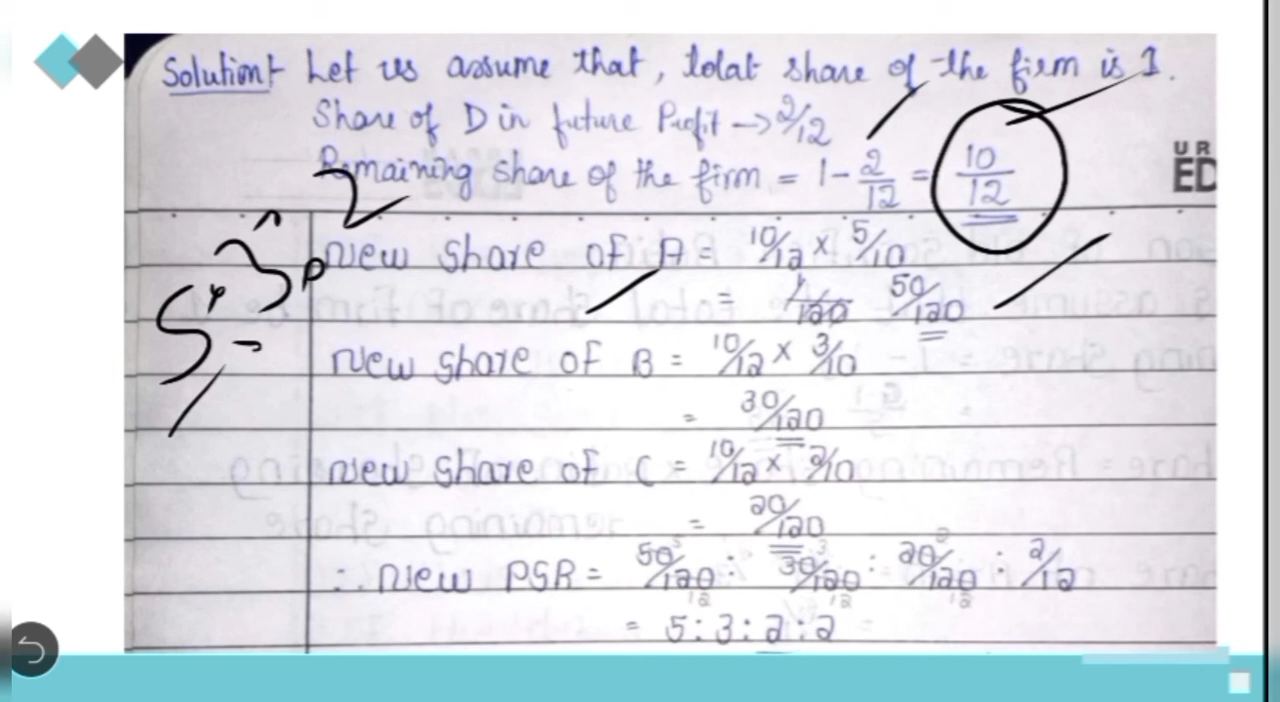 Solution:- Let us assume that, total share of the firm is 1.
Share of D in future Profit → 2/12
Remaining share of the firm = 1 - 2/12 = 10/12
UR
ED
New share of A = 10/12 × 5/10
= 50/120
New share of B = 10/12 × 3/10
= 30/120
New share of C = 10/12 × 2/10
= 20/120
∴ New PSR = 50/120 : 30/120 : 20/120 : 2/12
= 5 : 3 : 2 : 2